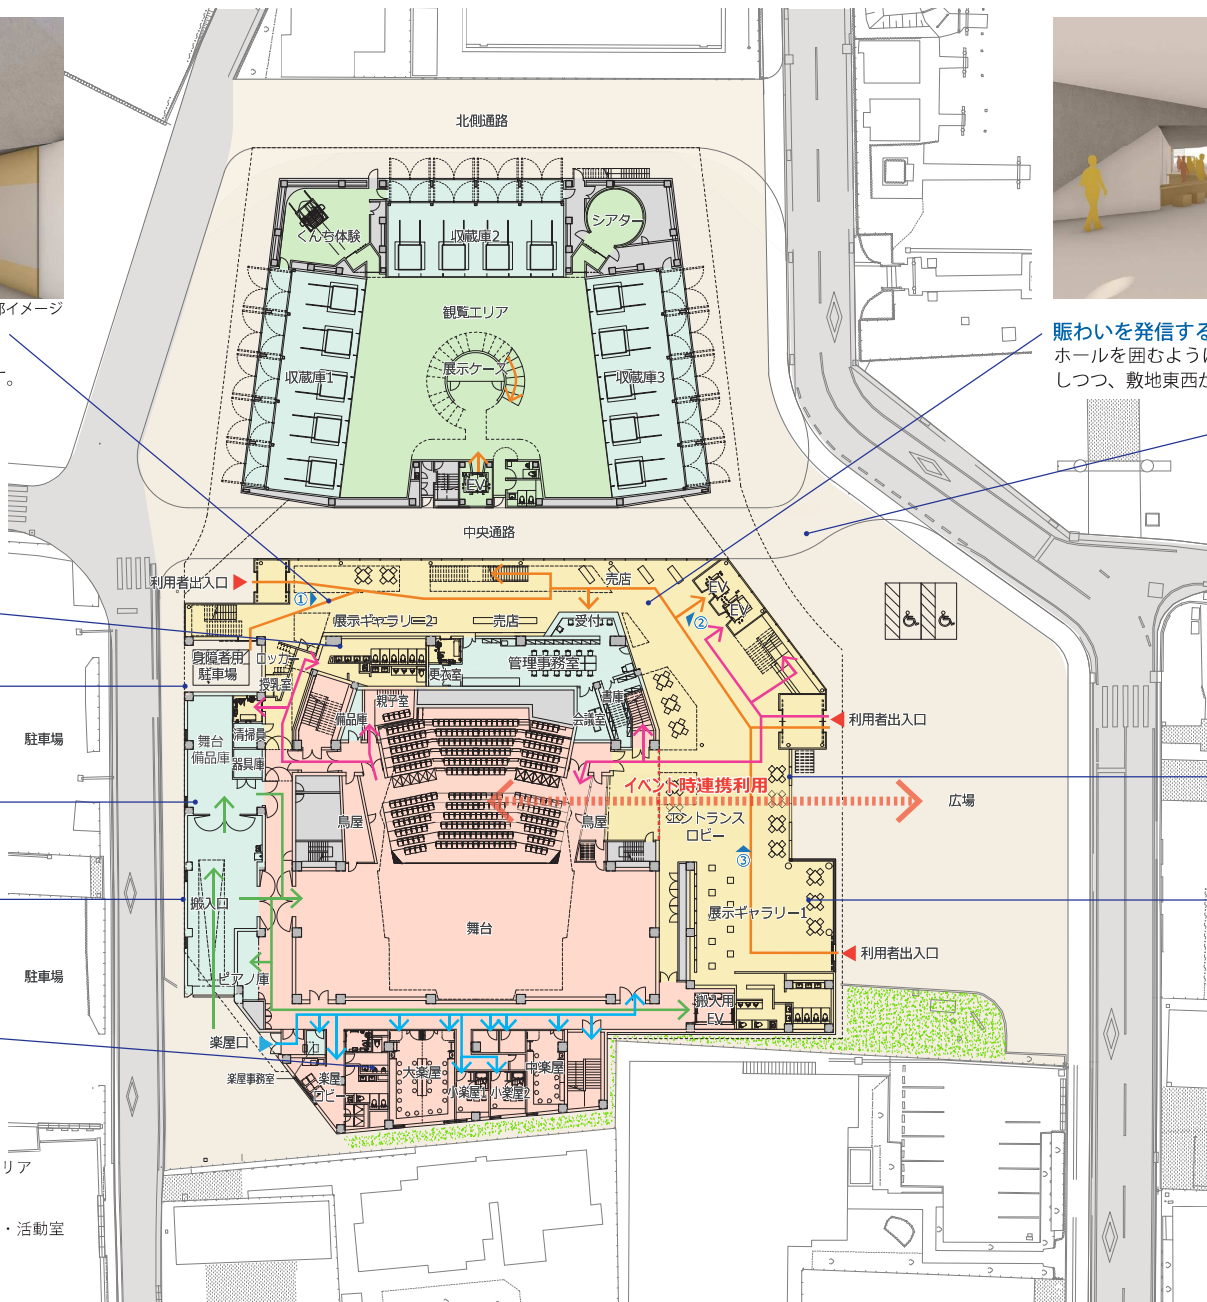 北側通路
くんち体験
収蔵庫2
シアター
部イメージ
観覧エリア
賑わいを発信する
ホールを囲むように
しつつ、敷地東西か
す。
収蔵庫1
展示ケース
収蔵庫3
EV
中央通路
利用者出入口
売店
EV
EV
①
展示ギャラリー2
売店
受付
②
身障者用
駐車場
ロッカー
授乳室
更衣室
管理事務室
親子室
書庫
備品庫
会議室
利用者出入口
駐車場
舞台
備品庫
清掃員
器具庫
イベント時連携利用
広場
鳥屋
鳥屋
エントランス
ロビー
③
搬入口
舞台
展示ギャラリー1
利用者出入口
駐車場
ピアノ庫
搬入用
EV
楽屋口
楽屋事務室
楽屋
ロビー
大楽屋
小楽屋1
小楽屋2
中楽屋
リア
・活動室